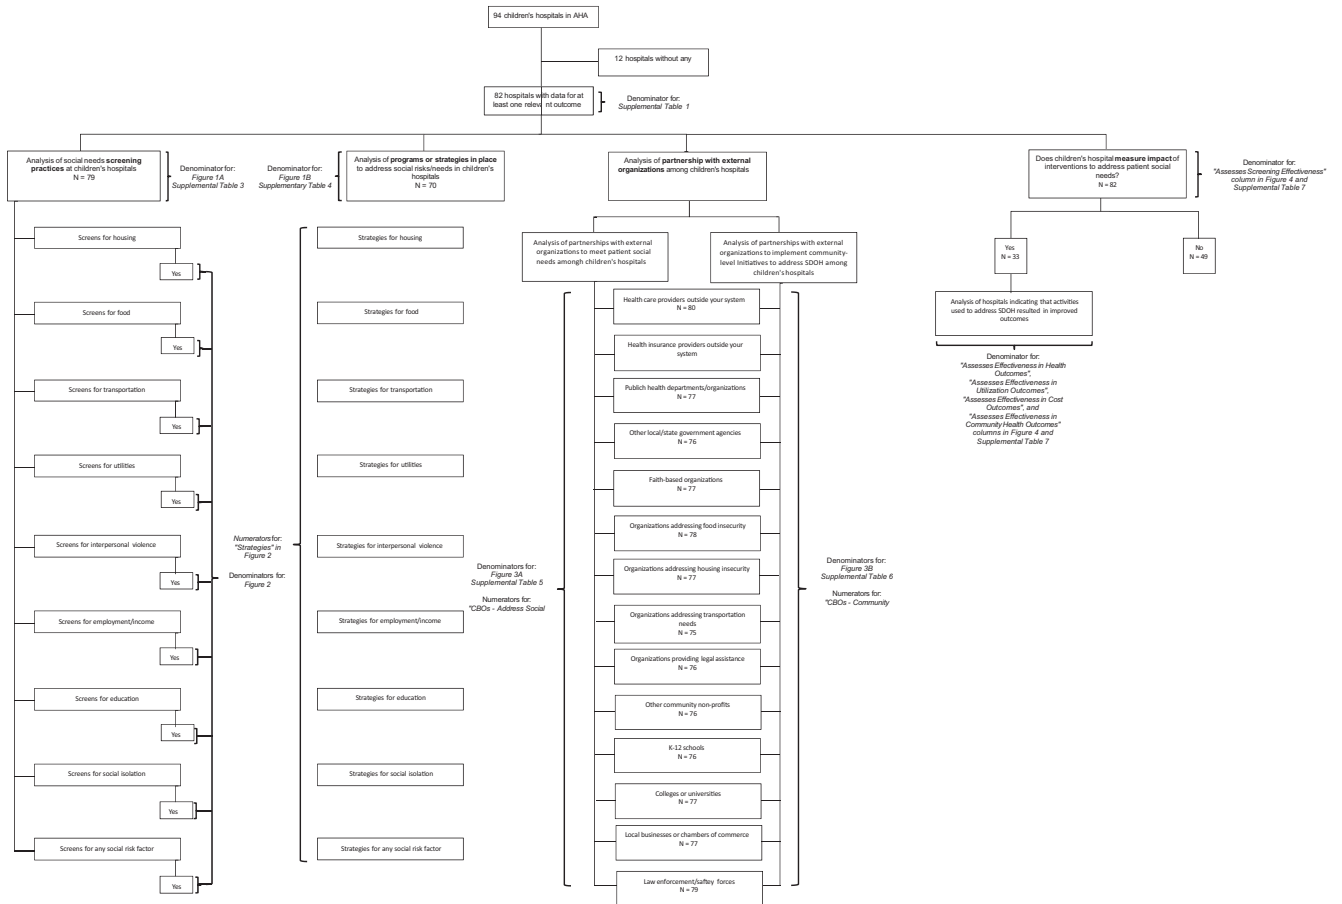 94 children's hospitals in AHA
12 hospitals without any
82 hospitals with data for at
least one relevant outcome
Denominator for:
Supplemental Table 1
Analysis of social needs screening
practices at children's hospitals
N = 79
Denominator for:
Figure 1A
Supplemental Table 3
Denominator for:
Figure 1B
Supplementary Table 4
Analysis of programs or strategies in place
to address social risks/needs in children's
hospitals
N = 70
Analysis of partnership with external
organizations among children's hospitals
Does children's hospital measure impact of
interventions to address patient social
needs?
N = 82
Denominator for:
"Assesses Screening Effectiveness"
column in Figure 4 and
Supplemental Table 7
Screens for housing
Yes
Screens for food
Yes
Screens for transportation
Yes
Screens for utilities
Yes
Screens for interpersonal violence
Yes
Screens for employment/income
Yes
Screens for education
Yes
Screens for social isolation
Yes
Screens for any social risk factor
Yes
Numerators for:
"Strategies" in
Figure 2
Denominators for:
Figure 2
Strategies for housing
Strategies for food
Strategies for transportation
Strategies for utilities
Strategies for interpersonal violence
Strategies for employment/income
Strategies for education
Strategies for social isolation
Strategies for any social risk factor
Analysis of partnerships with external
organizations to meet patient social
needs amongh children's hospitals
Analysis of partnerships with external
organizations to implement community-
level Initiatives to address SDOH among
children's hospitals
Denominators for:
Figure 3A
Supplemental Table 5
Numerators for:
"CBOs - Address Social
Health care providers outside your system
N = 80
Health insurance providers outside your
system
Publich health departments/organizations
N = 77
Other local/state government agencies
N = 76
Faith-based organizations
N = 77
Organizations addressing food insecurity
N = 78
Organizations addressing housing insecurity
N = 77
Organizations addressing transportation
needs
N = 75
Organizations providing legal assistance
N = 76
Other community non-profits
N = 76
K-12 schools
N = 76
Colleges or universities
N = 77
Local businesses or chambers of commerce
N = 77
Law enforcement/saftey forces
N = 79
Denominators for:
Figure 3B
Supplemental Table 6
Numerators for:
"CBOs - Community
Yes
N = 33
No
N = 49
Analysis of hospitals indicating that activities
used to address SDOH resulted in improved
outcomes
Denominator for:
"Assesses Effectiveness in Health
Outcomes",
"Assesses Effectiveness in
Utilization Outcomes",
"Assesses Effectiveness in Cost
Outcomes", and
"Assesses Effectiveness in
Community Health Outcomes"
columns in Figure 4 and
Supplemental Table 7